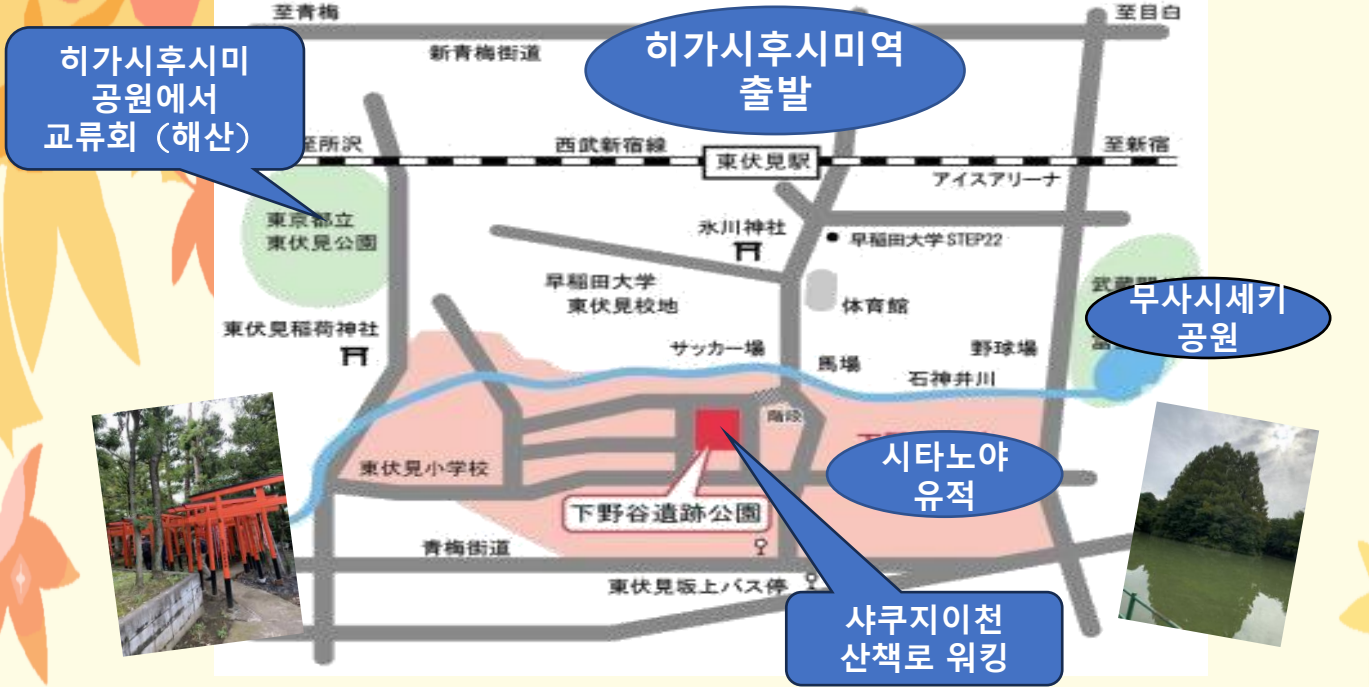 至青梅
至目白
新青梅街道
히가시후시미역
출발
히가시후시미
공원에서
교류회（해산）
至所沢
西武新宿線
東伏見駅
至新宿
アイスアリーナ
東京都立
東伏見公園
氷川神社
早稲田大学 STEP22
早稲田大学
東伏見校地
体育館
武蔵関
무사시세키
공원
東伏見稲荷神社
サッカー場
馬場
野球場
石神井川
階段
시타노야
유적
東伏見小学校
下野谷遺跡公園
青梅街道
東伏見坂上バス停
샤쿠지이천
산책로 워킹